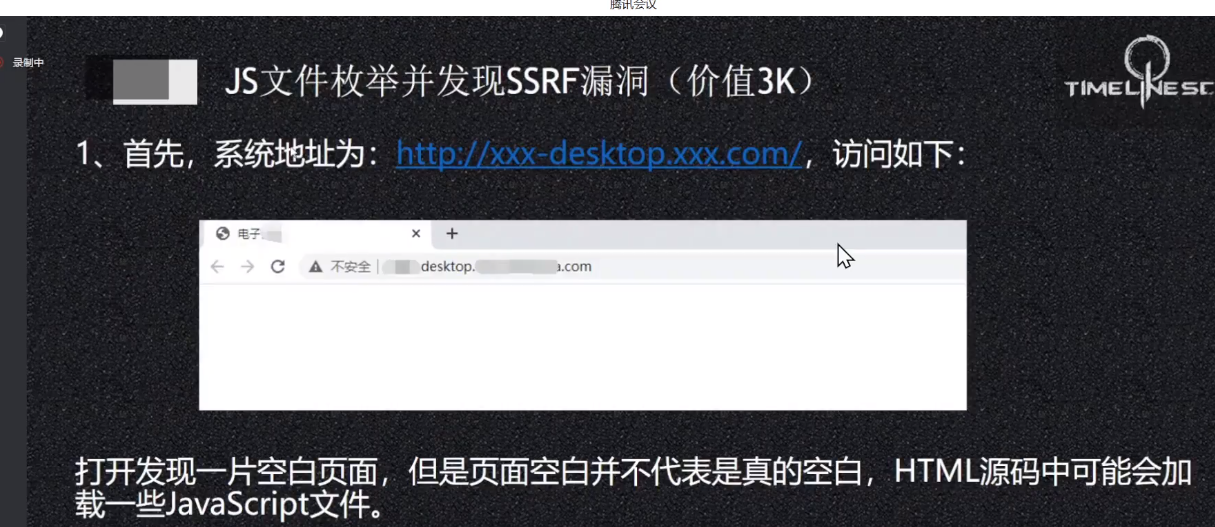 腾讯会议
录制中
JS文件枚举并发现SSRF漏洞（价值3K）
TIMELINESC
1、首先，系统地址为：http://xxx-desktop.xxx.com/，访问如下：
电子
不安全 | desktop. .com
打开发现一片空白页面，但是页面空白并不代表是真的空白，HTML源码中可能会加
载一些JavaScript文件。